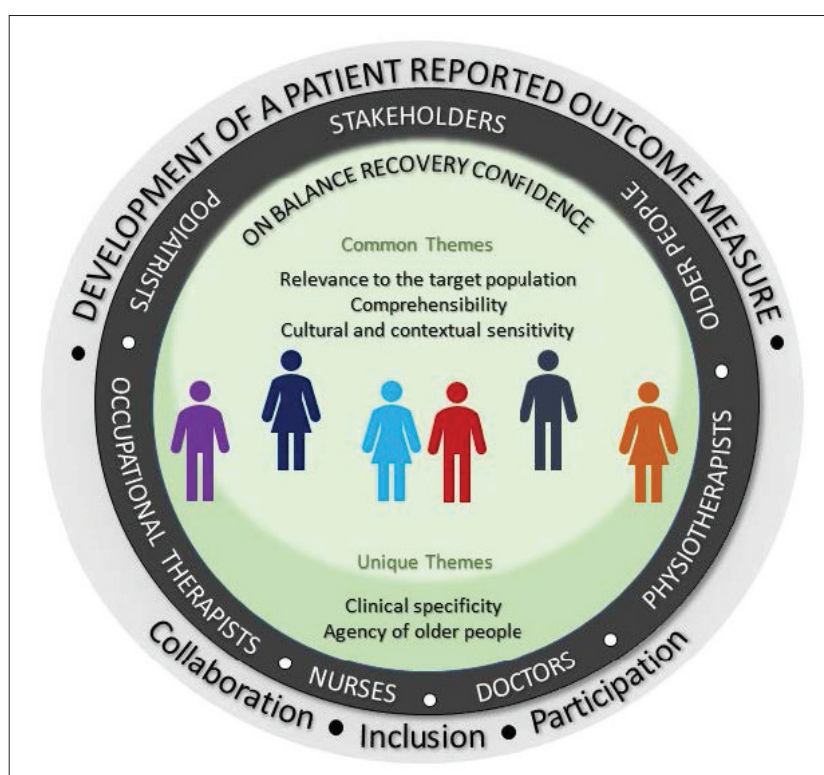 DEVELOPMENT OF A PATIENT REPORTED OUTCOME MEASURE
STAKEHOLDERS
PODIATRISTS
OLDER PEOPLE
ON BALANCE RECOVERY CONFIDENCE
Common Themes
Relevance to the target population
Comprehensibility
Cultural and contextual sensitivity
OCCUPATIONAL THERAPISTS
PHYSIOTHERAPISTS
Unique Themes
Clinical specificity
Agency of older people
NURSES
DOCTORS
Collaboration • Inclusion • Participation